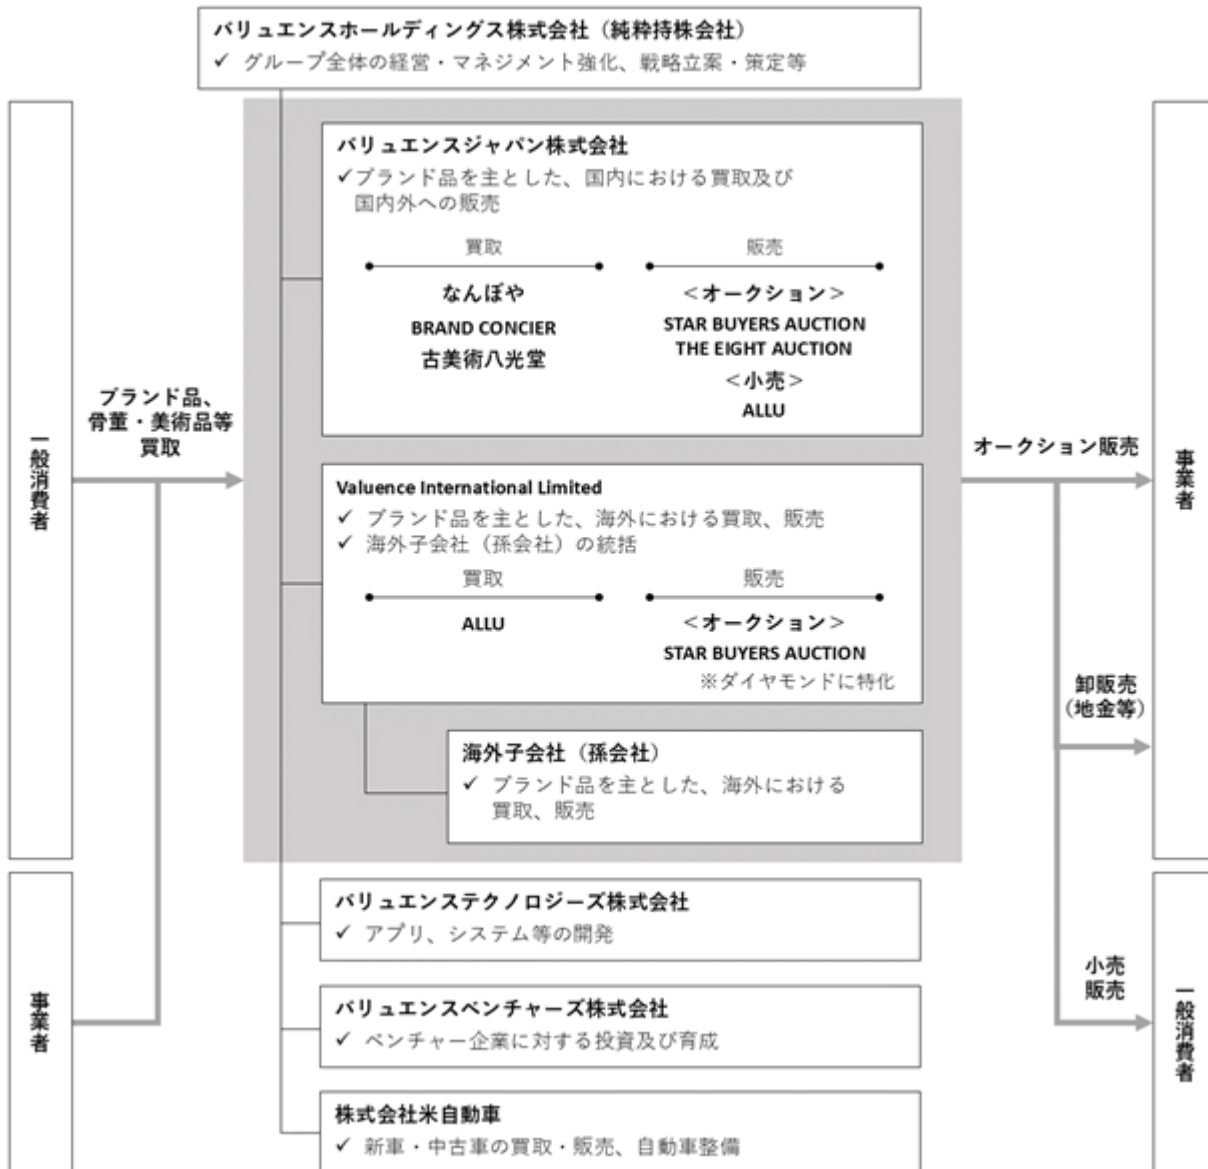 バリュエンスホールディングス株式会社（純粋持株会社）
✓ グループ全体の経営・マネジメント強化、戦略立案・策定等
一般消費者
事業者
ブランド品、
骨董・美術品等
買取
バリュエンスジャパン株式会社
✓ブランド品を主とした、国内における買取及び
国内外への販売
買取
なんぼや
BRAND CONCIER
古美術八光堂
販売
＜オークション＞
STAR BUYERS AUCTION
THE EIGHT AUCTION
＜小売＞
ALLU
Valuence International Limited
✓ ブランド品を主とした、海外における買取、販売
✓ 海外子会社（孫会社）の統括
買取
ALLU
販売
＜オークション＞
STAR BUYERS AUCTION
※ダイヤモンドに特化
海外子会社（孫会社）
✓ ブランド品を主とした、海外における
買取、販売
バリュエンステクノロジーズ株式会社
✓ アプリ、システム等の開発
バリュエンスベンチャーズ株式会社
✓ ベンチャー企業に対する投資及び育成
株式会社米自動車
✓ 新車・中古車の買取・販売、自動車整備
オークション販売
卸販売
（地金等）
小売
販売
事業者
一般消費者